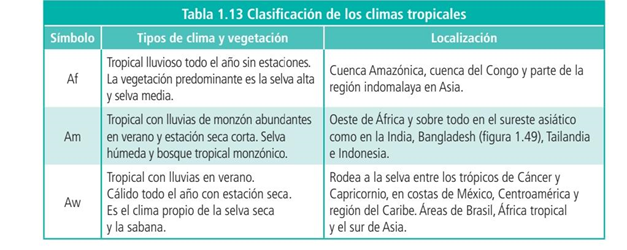 Tabla 1.13 Clasificación de los climas tropicales
Símbolo
Tipos de clima y vegetación
Localización
Af
Tropical lluvioso todo el año sin estaciones.
La vegetación predominante es la selva alta
y selva media.
Cuenca Amazónica, cuenca del Congo y parte de la
región indomalaya en Asia.
Am
Tropical con lluvias de monzón abundantes
en verano y estación seca corta. Selva
húmeda y bosque tropical monzónico.
Oeste de África y sobre todo en el sureste asiático
como en la India, Bangladesh (figura 1.49), Tailandia
e Indonesia.
Aw
Tropical con lluvias en verano.
Cálido todo el año con estación seca.
Es el clima propio de la selva seca
y la sabana.
Rodea a la selva entre los trópicos de Cáncer y
Capricornio, en costas de México, Centroamérica y
región del Caribe. Áreas de Brasil, África tropical
y el sur de Asia.